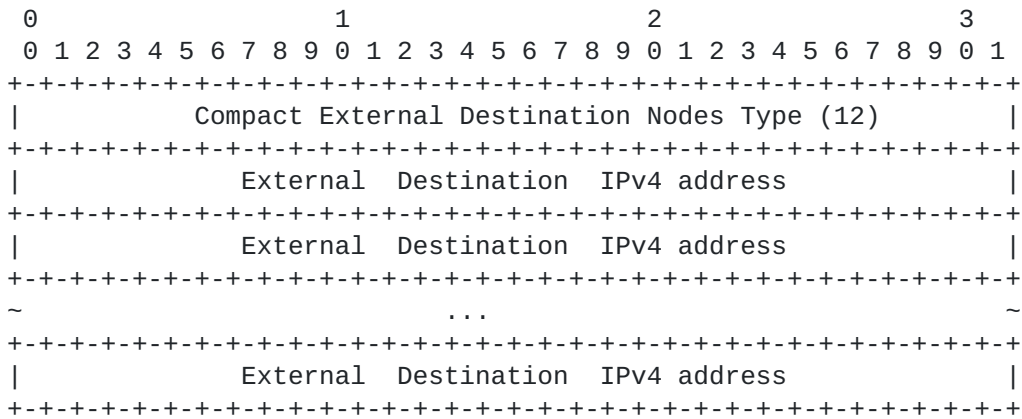 0                   1                   2                   3
 0 1 2 3 4 5 6 7 8 9 0 1 2 3 4 5 6 7 8 9 0 1 2 3 4 5 6 7 8 9 0 1
+-+-+-+-+-+-+-+-+-+-+-+-+-+-+-+-+-+-+-+-+-+-+-+-+-+-+-+-+-+-+-+-+
|           Compact External Destination Nodes Type (12)        |
+-+-+-+-+-+-+-+-+-+-+-+-+-+-+-+-+-+-+-+-+-+-+-+-+-+-+-+-+-+-+-+-+
|              External  Destination  IPv4 address              |
+-+-+-+-+-+-+-+-+-+-+-+-+-+-+-+-+-+-+-+-+-+-+-+-+-+-+-+-+-+-+-+-+
|              External  Destination  IPv4 address              |
+-+-+-+-+-+-+-+-+-+-+-+-+-+-+-+-+-+-+-+-+-+-+-+-+-+-+-+-+-+-+-+-+
~                           ...                                 ~
+-+-+-+-+-+-+-+-+-+-+-+-+-+-+-+-+-+-+-+-+-+-+-+-+-+-+-+-+-+-+-+-+
|              External  Destination  IPv4 address              |
+-+-+-+-+-+-+-+-+-+-+-+-+-+-+-+-+-+-+-+-+-+-+-+-+-+-+-+-+-+-+-+-+